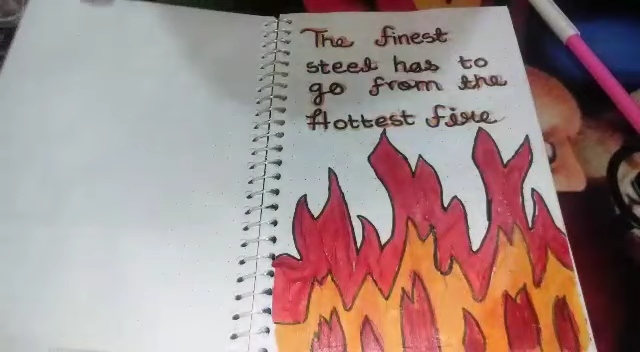 The finest
steel has to
go from the
Hottest fire